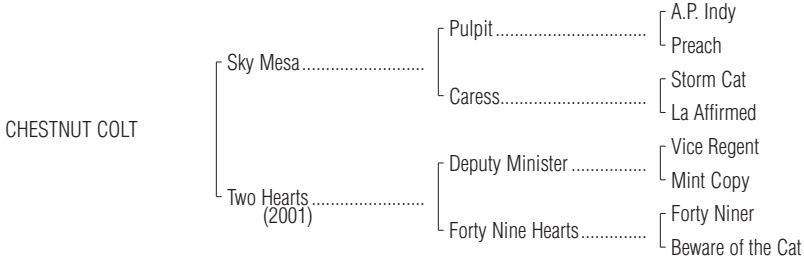 A.P. Indy
Pulpit
Preach
Sky Mesa
Storm Cat
Caress
La Affirmed
CHESTNUT COLT
Vice Regent
Deputy Minister
Mint Copy
Two Hearts
(2001)
Forty Niner
Forty Nine Hearts
Beware of the Cat